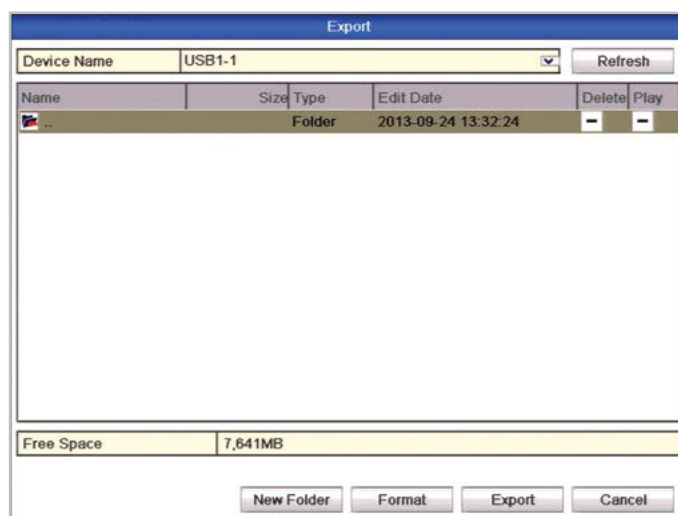 Export
Device Name USB1-1 Refresh
Name Size Type Edit Date Delete Play
.. Folder 2013-09-24 13:32:24 — —
Free Space 7,641MB
New Folder Format Export Cancel